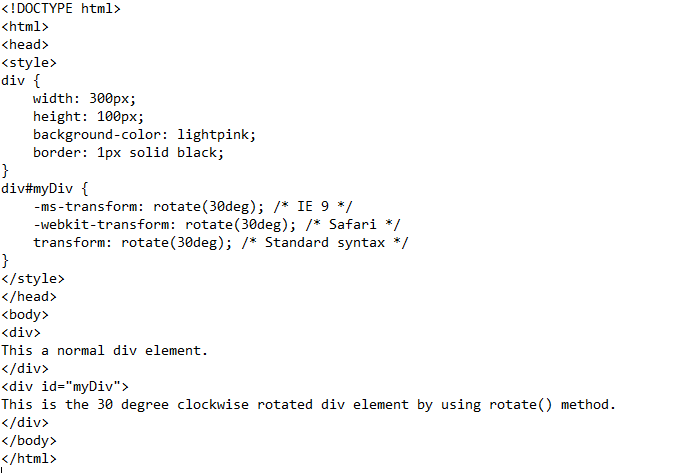 <!DOCTYPE html>
<html>
<head>
<style>
div {
    width: 300px;
    height: 100px;
    background-color: lightpink;
    border: 1px solid black;
}
div#myDiv {
    -ms-transform: rotate(30deg); /* IE 9 */
    -webkit-transform: rotate(30deg); /* Safari */
    transform: rotate(30deg); /* Standard syntax */
}
</style>
</head>
<body>
<div>
This a normal div element.
</div>
<div id="myDiv">
This is the 30 degree clockwise rotated div element by using rotate() method.
</div>
</body>
</html>